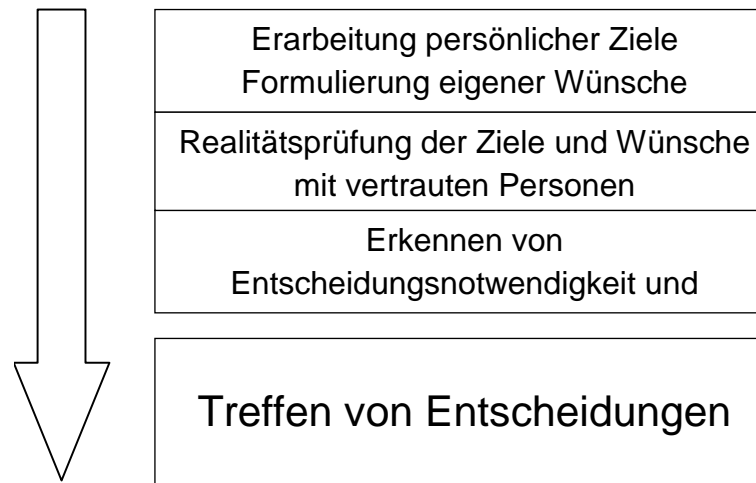 Erarbeitung persönlicher Ziele
Formulierung eigener Wünsche
Realitätsprüfung der Ziele und Wünsche
mit vertrauten Personen
Erkennen von
Entscheidungsnotwendigkeit und
Treffen von Entscheidungen